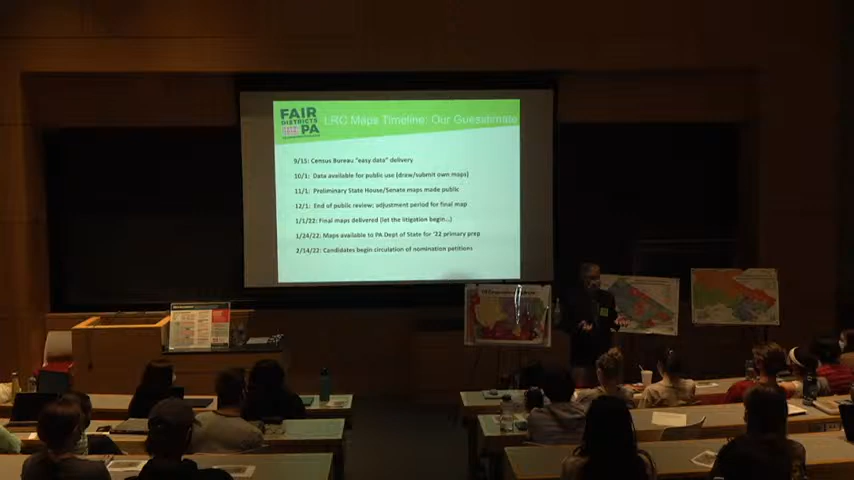 FAIR
DISTRICTS
PA
LRC Maps Timeline: Our Guesstimate
9/15: Census Bureau "easy data" delivery
10/1: Data available for public use (draw/submit own maps)
11/1: Preliminary State House/Senate maps made public
12/1: End of public review; adjustment period for final map
1/1/22: Final maps delivered (let the litigation begin...)
1/24/22: Maps available to PA Dept of State for '22 primary prep
2/14/22: Candidates begin circulation of nomination petitions